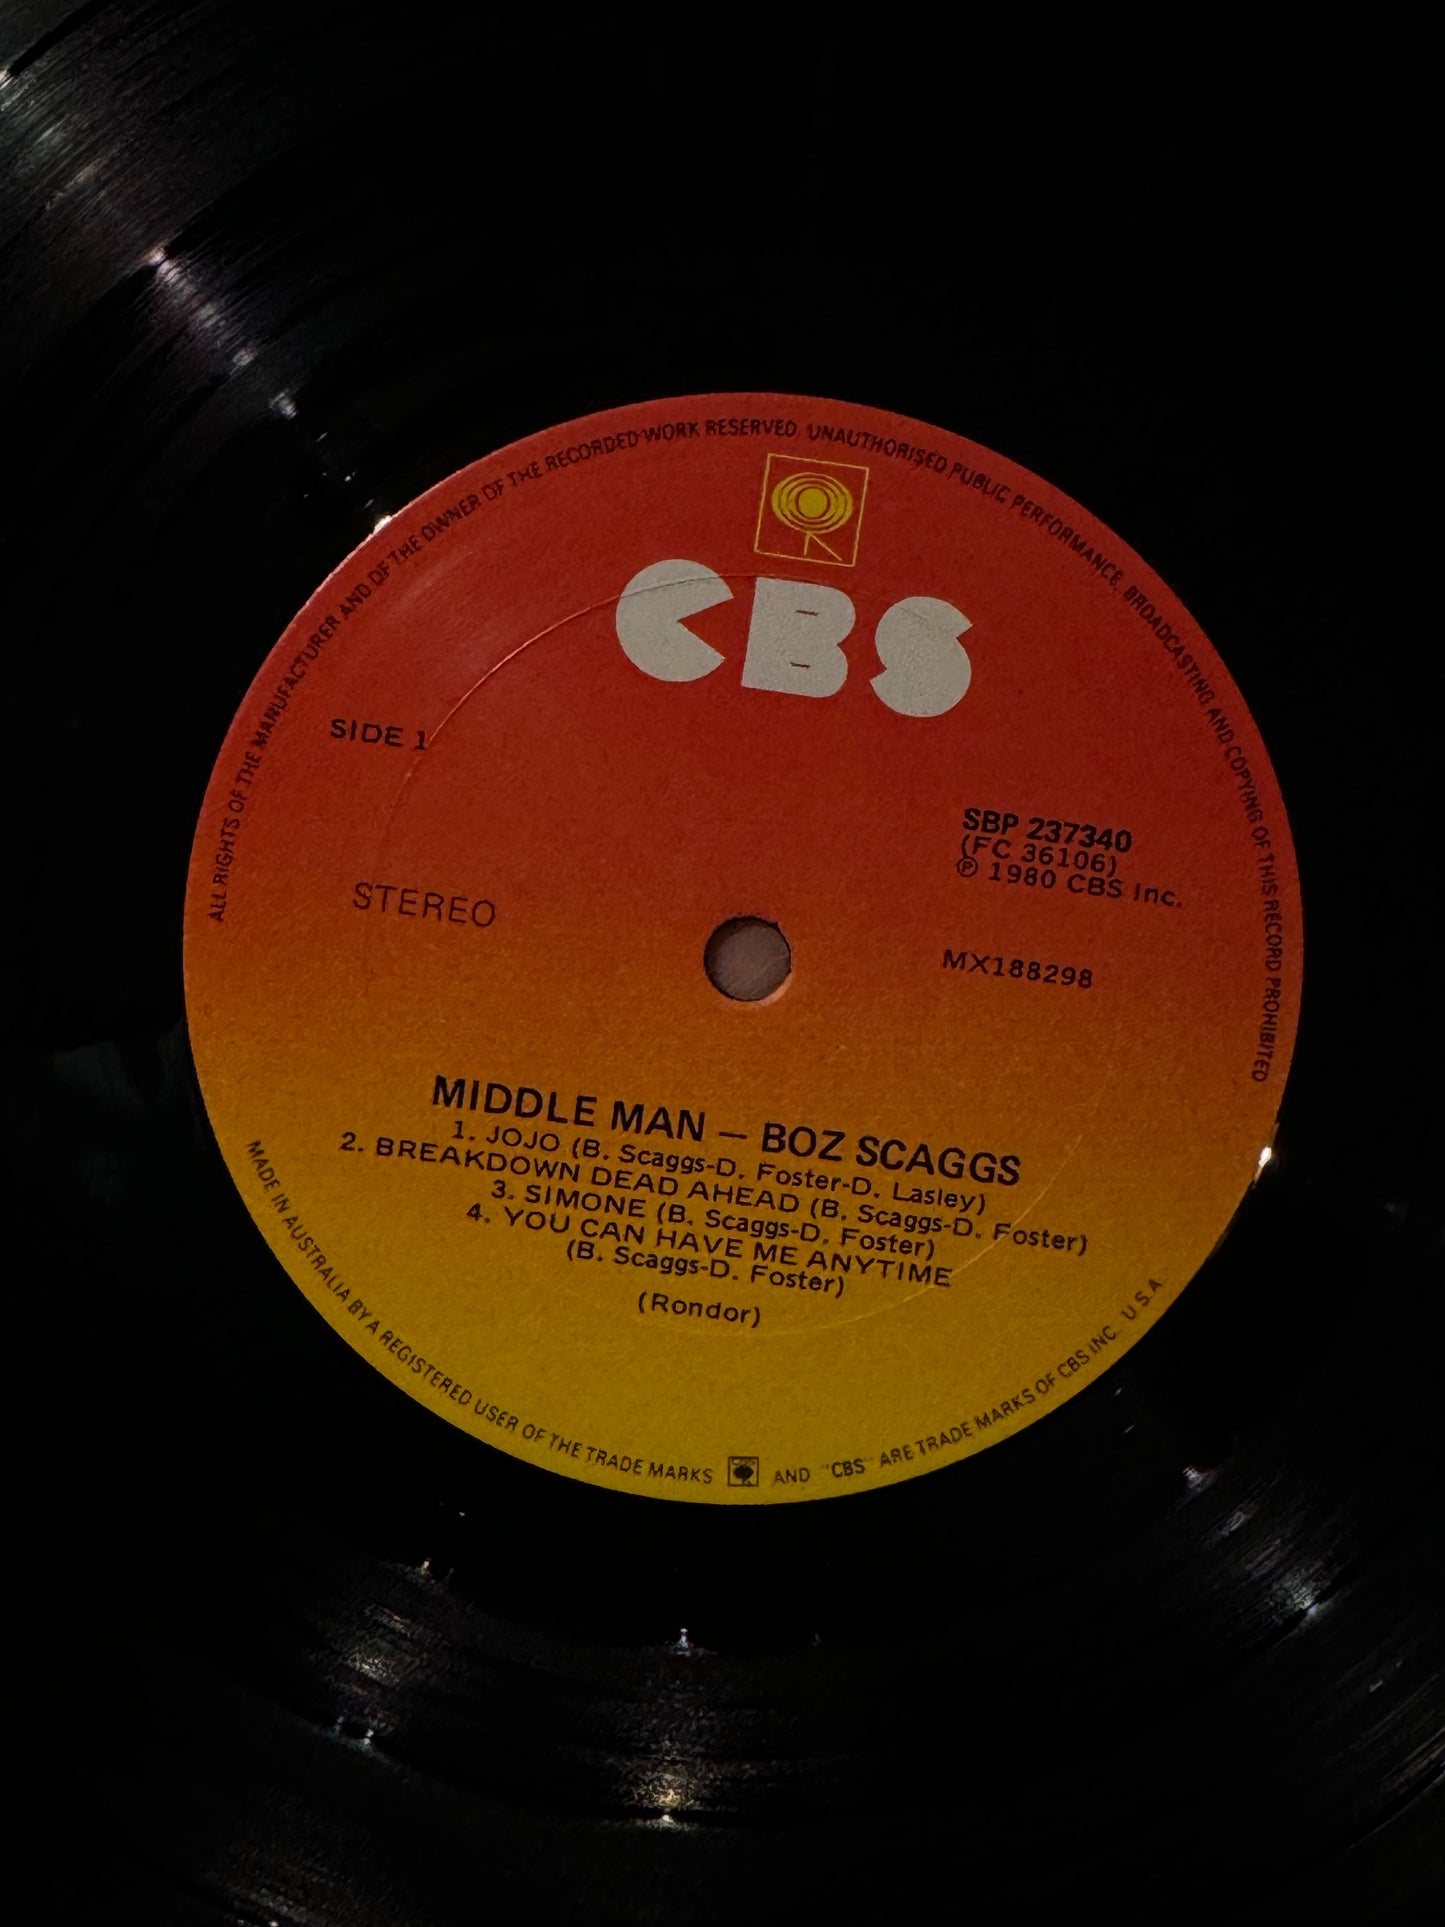 ALL RIGHTS OF THE MANUFACTURER AND OF THE OWNER OF THE RECORDED WORK RESERVED. UNAUTHORISED PUBLIC PERFORMANCE, BROADCASTING AND COPYING OF THIS RECORD PROHIBITED
CBS
SIDE 1
SBP 237340
(FC 36106)
℗ 1980 CBS Inc.
STEREO
MX188298
MIDDLE MAN – BOZ SCAGGS
1. JOJO (B. Scaggs-D. Foster-D. Lasley)
2. BREAKDOWN DEAD AHEAD (B. Scaggs-D. Foster)
3. SIMONE (B. Scaggs-D. Foster)
4. YOU CAN HAVE ME ANYTIME
(B. Scaggs-D. Foster)
(Rondor)
MADE IN AUSTRALIA BY A REGISTERED USER OF THE TRADE MARKS AND "CBS" ARE TRADE MARKS OF CBS INC. U.S.A.